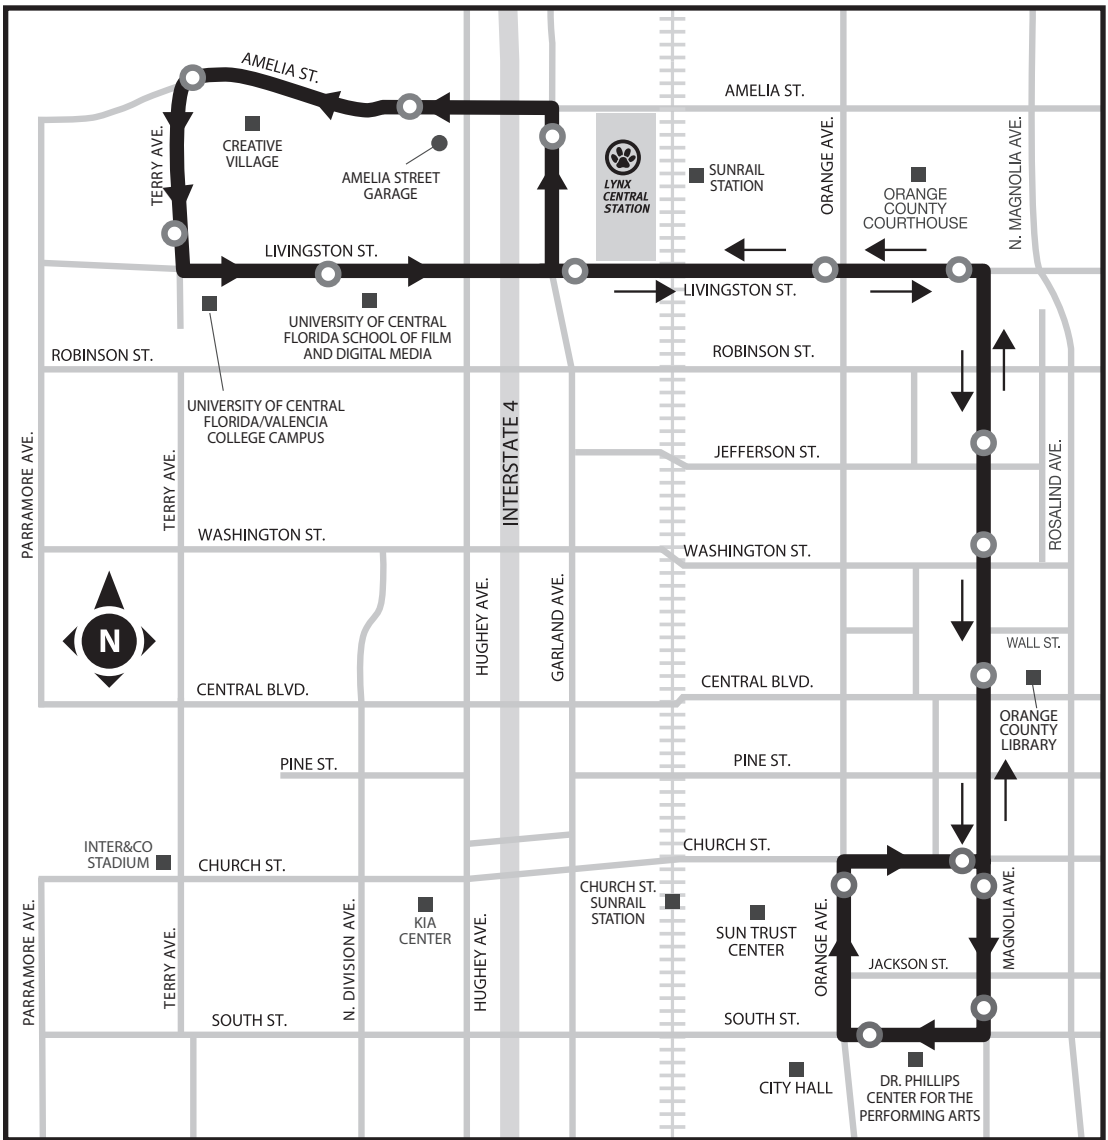 AMELIA ST.
AMELIA ST.
CREATIVE
VILLAGE
AMELIA STREET
GARAGE
TERRY AVE.
LYNX
CENTRAL
STATION
SUNRAIL
STATION
ORANGE AVE.
ORANGE
COUNTY
COURTHOUSE
N. MAGNOLIA AVE.
LIVINGSTON ST.
LIVINGSTON ST.
UNIVERSITY OF CENTRAL
FLORIDA SCHOOL OF FILM
AND DIGITAL MEDIA
ROBINSON ST.
ROBINSON ST.
UNIVERSITY OF CENTRAL
FLORIDA/VALENCIA
COLLEGE CAMPUS
PARRAMORE AVE.
TERRY AVE.
INTERSTATE 4
JEFFERSON ST.
ROSALIND AVE.
WASHINGTON ST.
WASHINGTON ST.
N
HUGHEY AVE.
GARLAND AVE.
WALL ST.
CENTRAL BLVD.
CENTRAL BLVD.
ORANGE
COUNTY
LIBRARY
PINE ST.
PINE ST.
INTER&CO
STADIUM
CHURCH ST.
CHURCH ST.
PARRAMORE AVE.
TERRY AVE.
N. DIVISION AVE.
KIA
CENTER
HUGHEY AVE.
CHURCH ST.
SUNRAIL
STATION
SUN TRUST
CENTER
ORANGE AVE.
JACKSON ST.
MAGNOLIA AVE.
SOUTH ST.
SOUTH ST.
CITY HALL
DR. PHILLIPS
CENTER FOR THE
PERFORMING ARTS